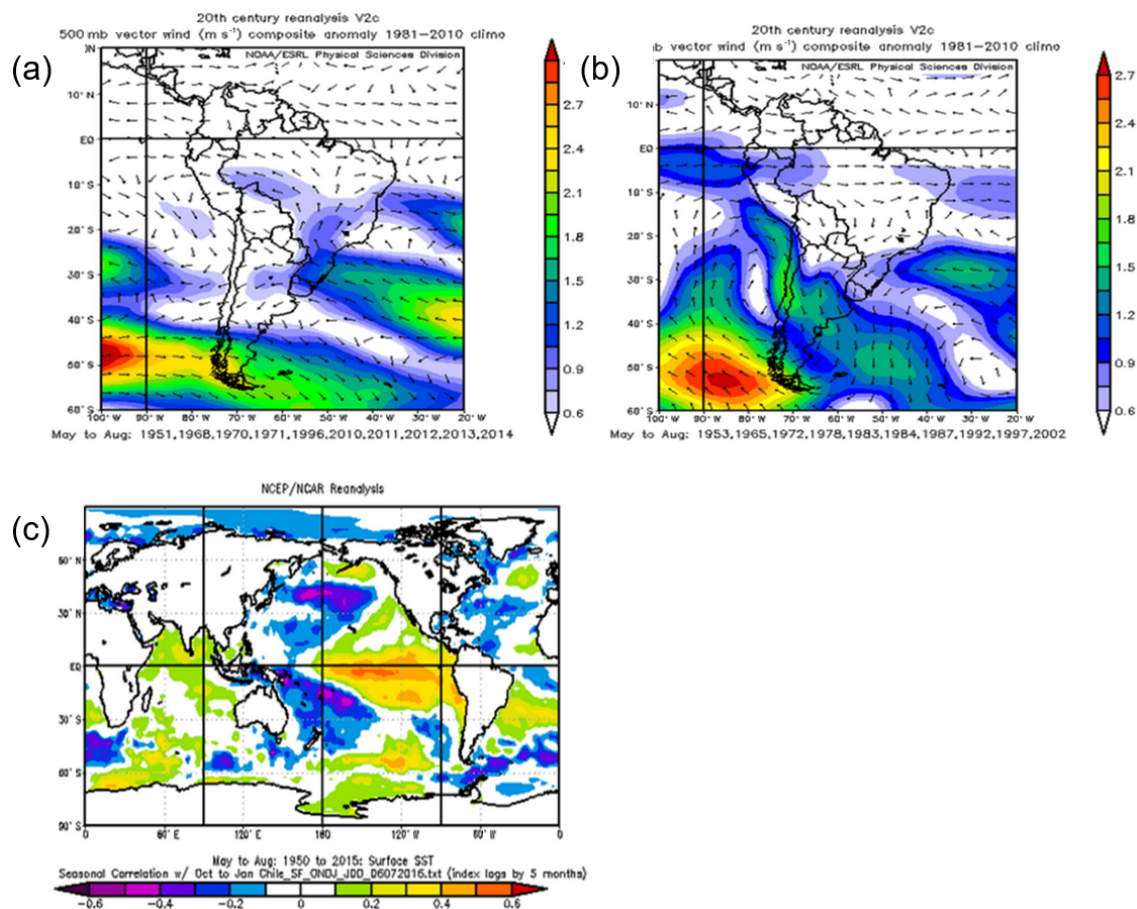 (a)
20th century reanalysis V2c
500 mb vector wind (m s⁻¹) composite anomaly 1981−2010 climo
NOAA/ESRL Physical Sciences Division
N
10° N
EQ
10° S
20° S
30° S
40° S
50° S
60° S
100° W 90° W 80° W 70° W 60° W 50° W 40° W 30° W 20° W
2.7
2.4
2.1
1.8
1.5
1.2
0.9
0.6
May to Aug: 1951,1968,1970,1971,1996,2010,2011,2012,2013,2014
(b)
20th century reanalysis V2c
b vector wind (m s⁻¹) composite anomaly 1981−2010 climo
NOAA/ESRL Physical Sciences Division
10° N
EQ
10° S
20° S
30° S
40° S
50° S
60° S
100° W 90° W 80° W 70° W 60° W 50° W 40° W 30° W 20° W
2.7
2.4
2.1
1.8
1.5
1.2
0.9
0.6
May to Aug: 1953,1965,1972,1978,1983,1984,1987,1992,1997,2002
(c)
NCEP/NCAR Reanalysis
30° N
EQ
30° S
60° S
90° S
0 60° E 180 120° W 60° W 0
May to Aug: 1950 to 2015: Surface SST
Seasonal Correlation w/ Oct to Jan Chile_SF_ONDJ_JDD_06072016.txt (index lags by 5 months)
−0.6 −0.4 −0.2 0 0.2 0.4 0.6